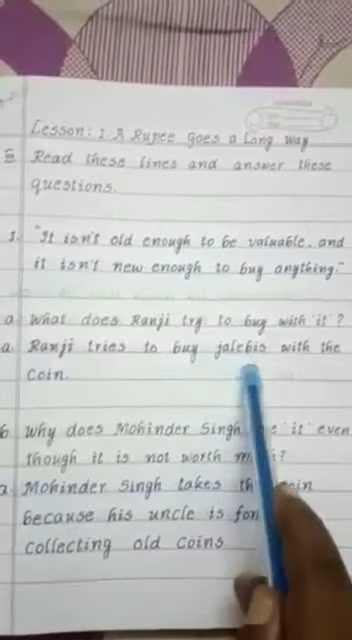 Lesson: 1 A Rupee Goes a Long Way
E Read these lines and answer these
questions.
1. "It isn't old enough to be valuable, and
it isn't new enough to buy anything."
a. What does Ranji try to buy with 'it'?
a. Ranji tries to buy jalebis with the
coin.
b Why does Mohinder Singh 'it' even
though it is not worth
a. Mohinder Singh takes
because his uncle is
collecting old coins